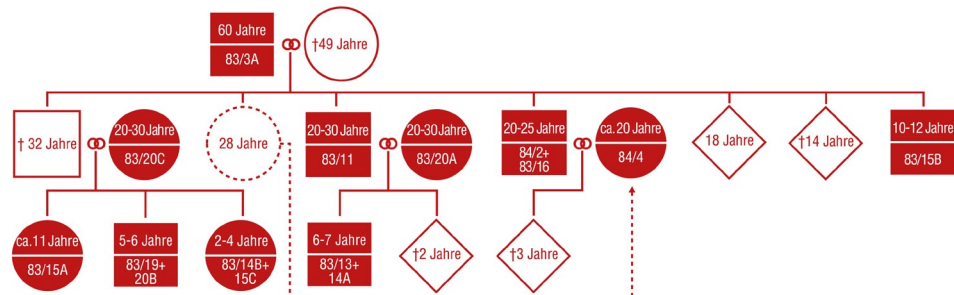 60 Jahre
83/3A
†49 Jahre
† 32 Jahre
20-30 Jahre
83/20C
28 Jahre
20-30 Jahre
83/11
20-30 Jahre
83/20A
20-25 Jahre
84/2+
83/16
ca. 20 Jahre
84/4
18 Jahre
†14 Jahre
10-12 Jahre
83/15B
ca. 11 Jahre
83/15A
5-6 Jahre
83/19+
20B
2-4 Jahre
83/14B+
15C
6-7 Jahre
83/13+
14A
†2 Jahre
†3 Jahre